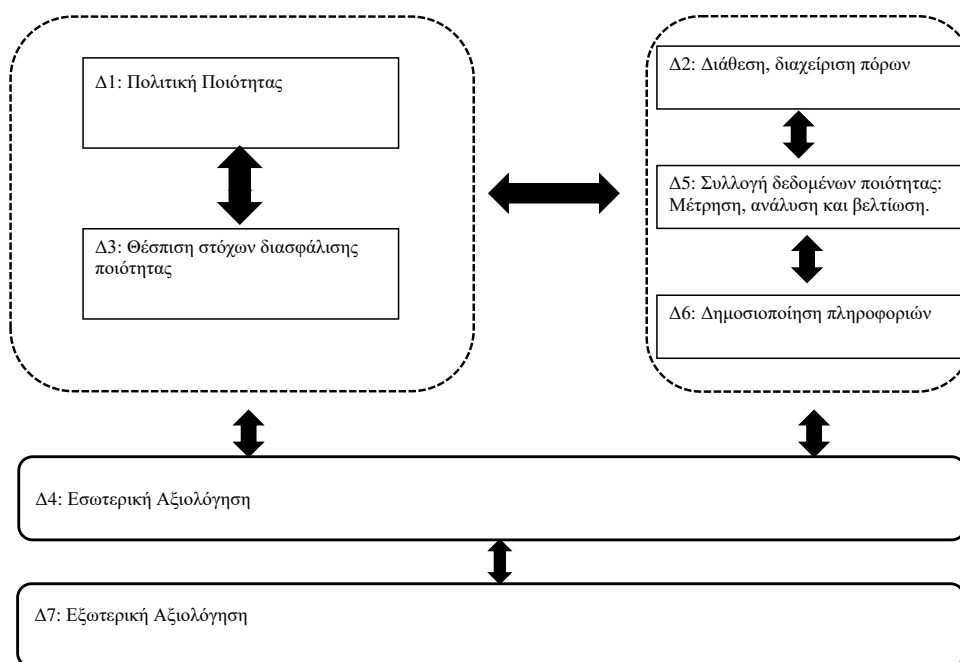 Δ1: Πολιτική Ποιότητας
Δ3: Θέσπιση στόχων διασφάλισης
ποιότητας
Δ2: Διάθεση, διαχείριση πόρων
Δ5: Συλλογή δεδομένων ποιότητας:
Μέτρηση, ανάλυση και βελτίωση.
Δ6: Δημοσιοποίηση πληροφοριών
Δ4: Εσωτερική Αξιολόγηση
Δ7: Εξωτερική Αξιολόγηση